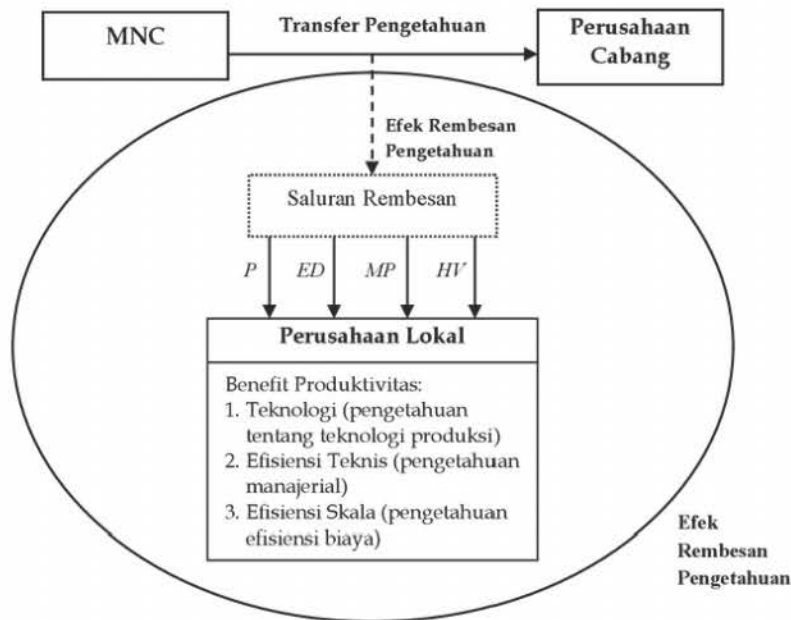 MNC
Transfer Pengetahuan
Perusahaan
Cabang
Efek Rembesan
Pengetahuan
Saluran Rembesan
P
ED
MP
HV
Perusahaan Lokal
Benefit Produktivitas:
1. Teknologi (pengetahuan
tentang teknologi produksi)
2. Efisiensi Teknis (pengetahuan
manajerial)
3. Efisiensi Skala (pengetahuan
efisiensi biaya)
Efek
Rembesan
Pengetahuan